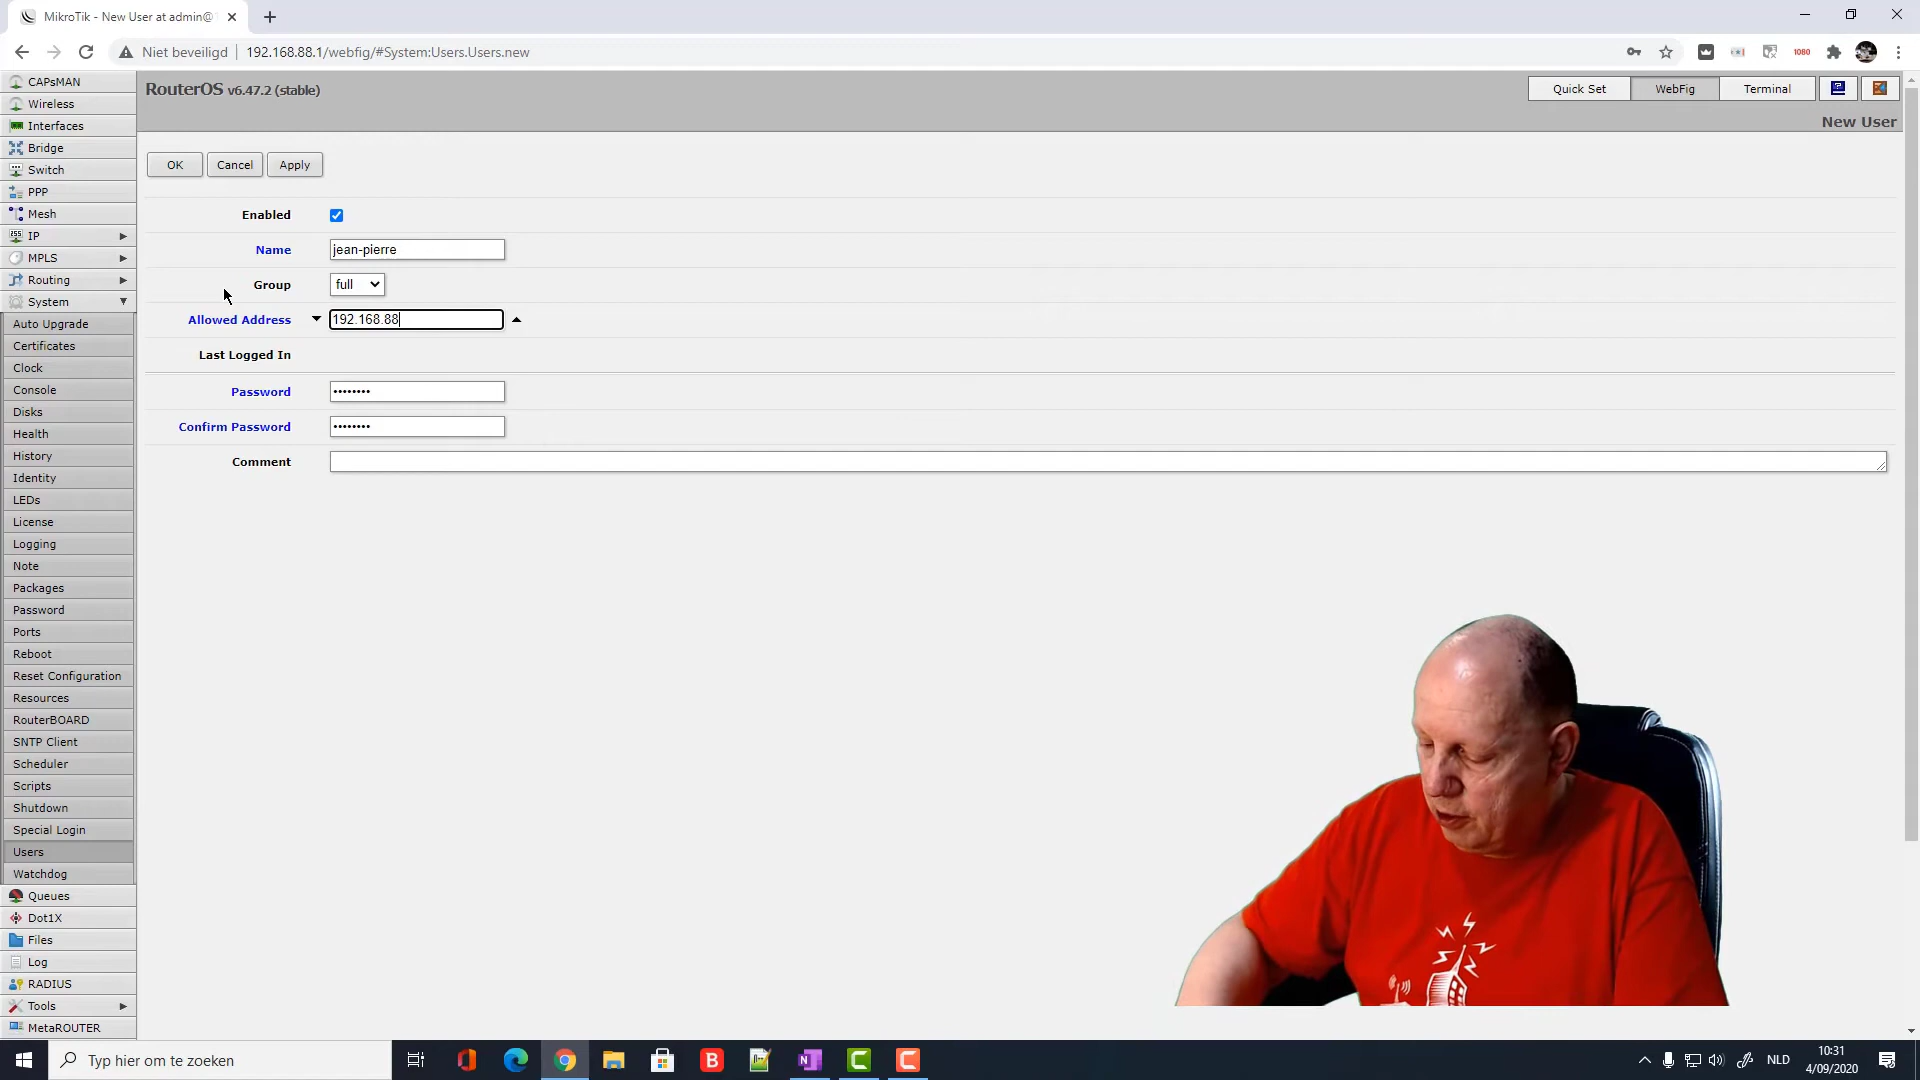 MikroTik - New User at admin@
Niet beveiligd
192.168.88.1/webfig/#System:Users.Users.new
1080
CAPsMAN
Wireless
Interfaces
Bridge
Switch
PPP
Mesh
IP
MPLS
Routing
System
Auto Upgrade
Certificates
Clock
Console
Disks
Health
History
Identity
LEDs
License
Logging
Note
Packages
Password
Ports
Reboot
Reset Configuration
Resources
RouterBOARD
SNTP Client
Scheduler
Scripts
Shutdown
Special Login
Users
Watchdog
Queues
Dot1X
Files
Log
RADIUS
Tools
MetaROUTER
RouterOS v6.47.2 (stable)
Quick Set
WebFig
Terminal
New User
OK
Cancel
Apply
Enabled
Name
jean-pierre
Group
full
Allowed Address
192.168.88
Last Logged In
Password
••••••••
Confirm Password
••••••••
Comment
Typ hier om te zoeken
NLD
10:31
4/09/2020